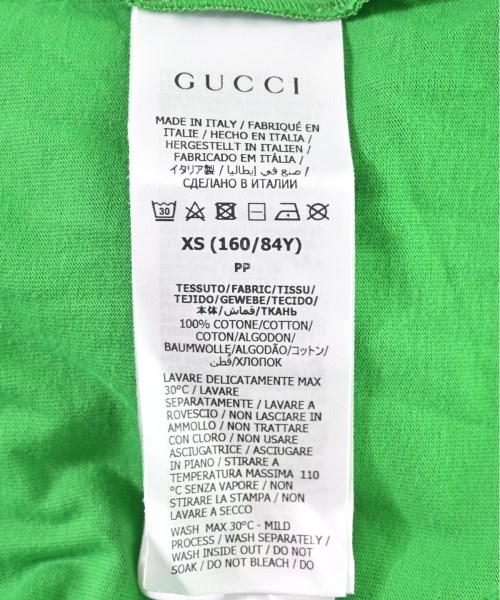 GUCCI
MADE IN ITALY / FABRIQUÉ EN
ITALIE / HECHO EN ITALIA /
HERGESTELLT IN ITALIEN /
FABRICADO EM ITÁLIA /
イタリア製 / صنع في إيطاليا /
СДЕЛАНО В ИТАЛИИ
30
XS (160/84Y)
PP
TESSUTO/FABRIC/TISSU/
TEJIDO/GEWEBE/TECIDO/
本体/قماش/ТКАНЬ
100% COTONE/COTTON/
COTON/ALGODON/
BAUMWOLLE/ALGODÃO/コットン/
قطن/ХЛОПОК
LAVARE DELICATAMENTE MAX
30°C / LAVARE
SEPARATAMENTE / LAVARE A
ROVESCIO / NON LASCIARE IN
AMMOLLO / NON TRATTARE
CON CLORO / NON USARE
ASCIUGATRICE / ASCIUGARE
IN PIANO / STIRARE A
TEMPERATURA MASSIMA 110
°C SENZA VAPORE / NON
STIRARE LA STAMPA / NON
LAVARE A SECCO
WASH MAX 30°C - MILD
PROCESS / WASH SEPARATELY /
WASH INSIDE OUT / DO NOT
SOAK / DO NOT BLEACH / DO